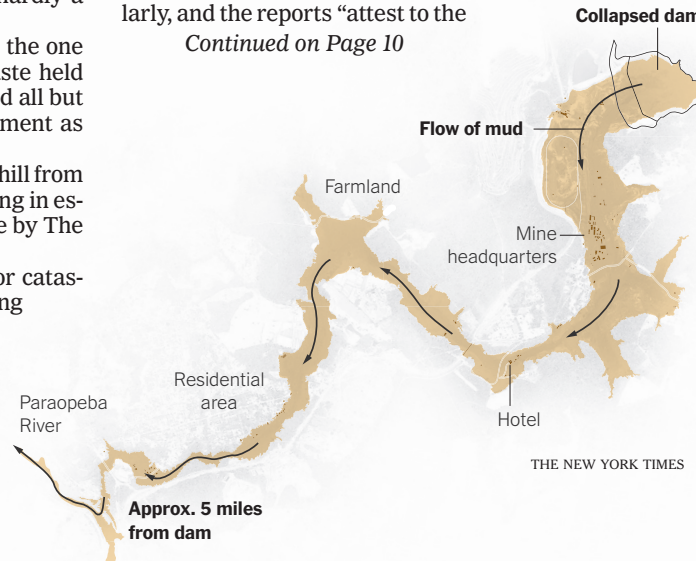 ardly a
the one
ste held
d all but
ment as
hill from
ng in es-
e by The
or catas-
ng
larly, and the reports “attest to the
Continued on Page 10
Collapsed dam
Flow of mud
Farmland
Mine
headquarters
Residential
area
Paraopeba
River
Hotel
THE NEW YORK TIMES
Approx. 5 miles
from dam